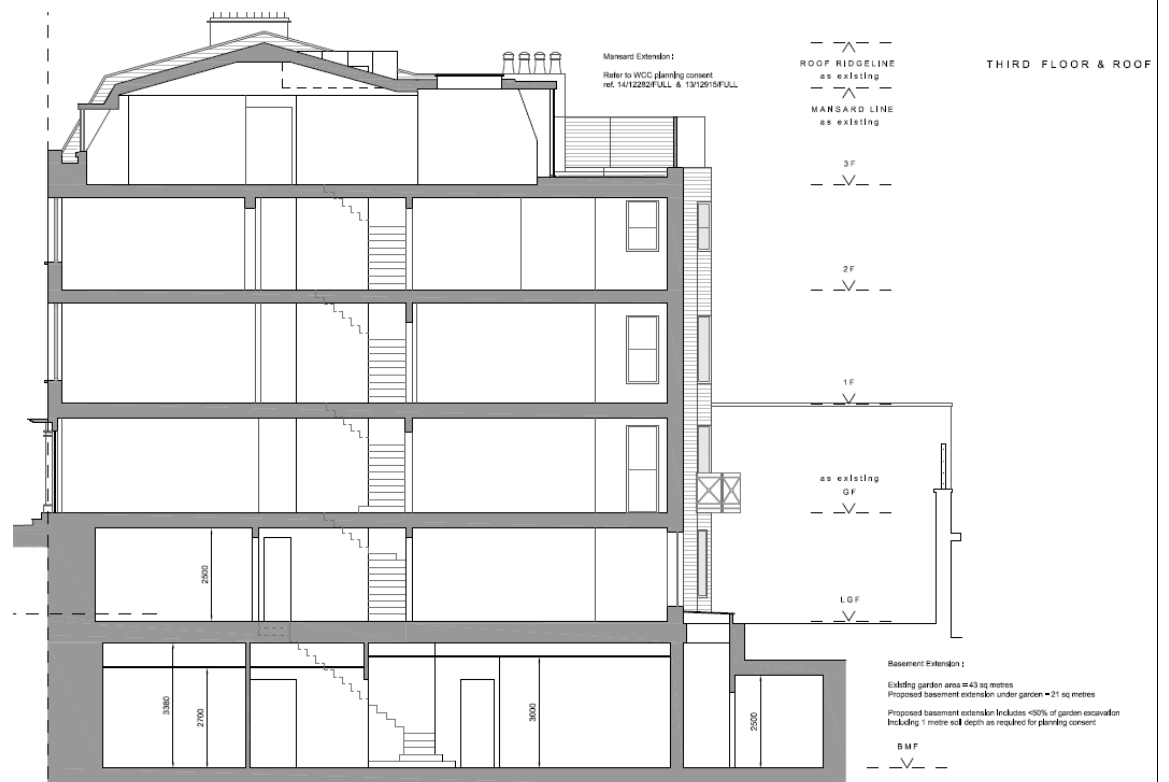 Mansard Extension :
Refer to WCC planning consent
ref. 14/12282/FULL & 13/12915/FULL
ROOF RIDGELINE
as existing
MANSARD LINE
as existing
THIRD FLOOR & ROOF
3F
2F
1F
as existing
GF
LGF
2500
3380
2700
3000
2500
Basement Extension :
Existing garden area = 43 sq metres
Proposed basement extension under garden = 21 sq metres
Proposed basement extension includes <50% of garden excavation
Including 1 metre soil depth as required for planning consent
BMF